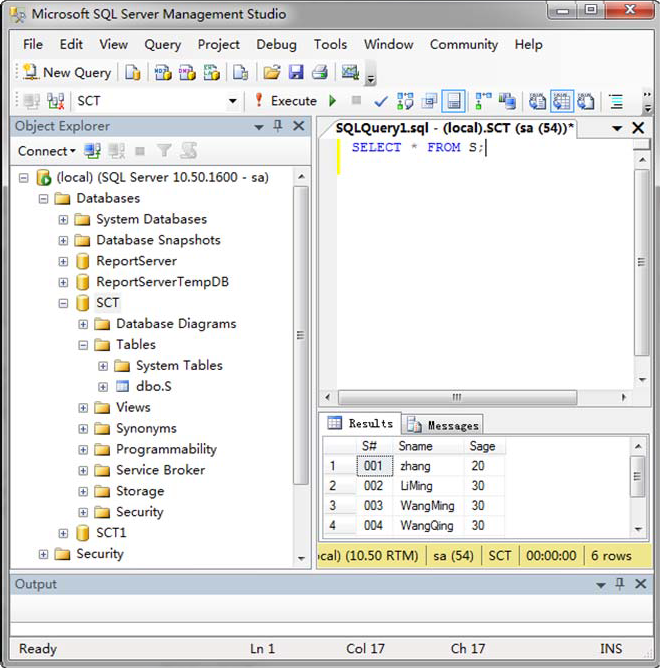 Microsoft SQL Server Management Studio
File Edit View Query Project Debug Tools Window Community Help
New Query
SCT Execute
Object Explorer
Connect
(local) (SQL Server 10.50.1600 - sa)
Databases
System Databases
Database Snapshots
ReportServer
ReportServerTempDB
SCT
Database Diagrams
Tables
System Tables
dbo.S
Views
Synonyms
Programmability
Service Broker
Storage
Security
SCT1
Security
SQLQuery1.sql - (local).SCT (sa (54))*
SELECT * FROM S;
Results Messages
S# Sname Sage
1 001 zhang 20
2 002 LiMing 30
3 003 WangMing 30
4 004 WangQing 30
cal) (10.50 RTM) sa (54) SCT 00:00:00 6 rows
Output
Ready Ln 1 Col 17 Ch 17 INS